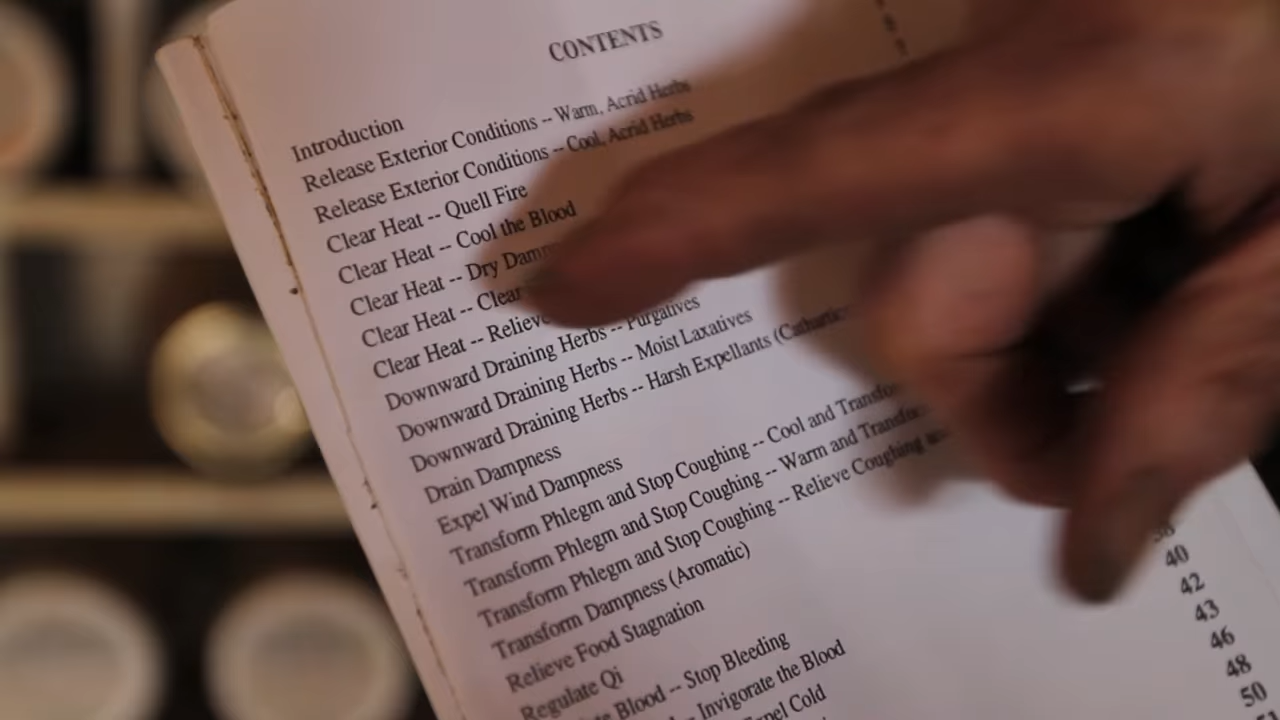 CONTENTS
Introduction
Release Exterior Conditions -- Warm, Acrid Herbs
Release Exterior Conditions -- Cool, Acrid Herbs
Clear Heat -- Quell Fire
Clear Heat -- Cool the Blood
Clear Heat -- Dry
Clear Heat -- Clear
Clear Heat -- Relieve
Downward Draining Herbs -- Purgatives
Downward Draining Herbs -- Moist Laxatives
Downward Draining Herbs -- Harsh Expellants
Drain Dampness
Expel Wind Dampness
Transform Phlegm and Stop Coughing -- Cool and
Transform Phlegm and Stop Coughing -- Warm and
Transform Phlegm and Stop Coughing -- Relieve Coughing
Transform Dampness (Aromatic)
Relieve Food Stagnation
Regulate Qi
Blood -- Stop Bleeding
-- Invigorate the Blood
Cold
40
42
43
46
48
50